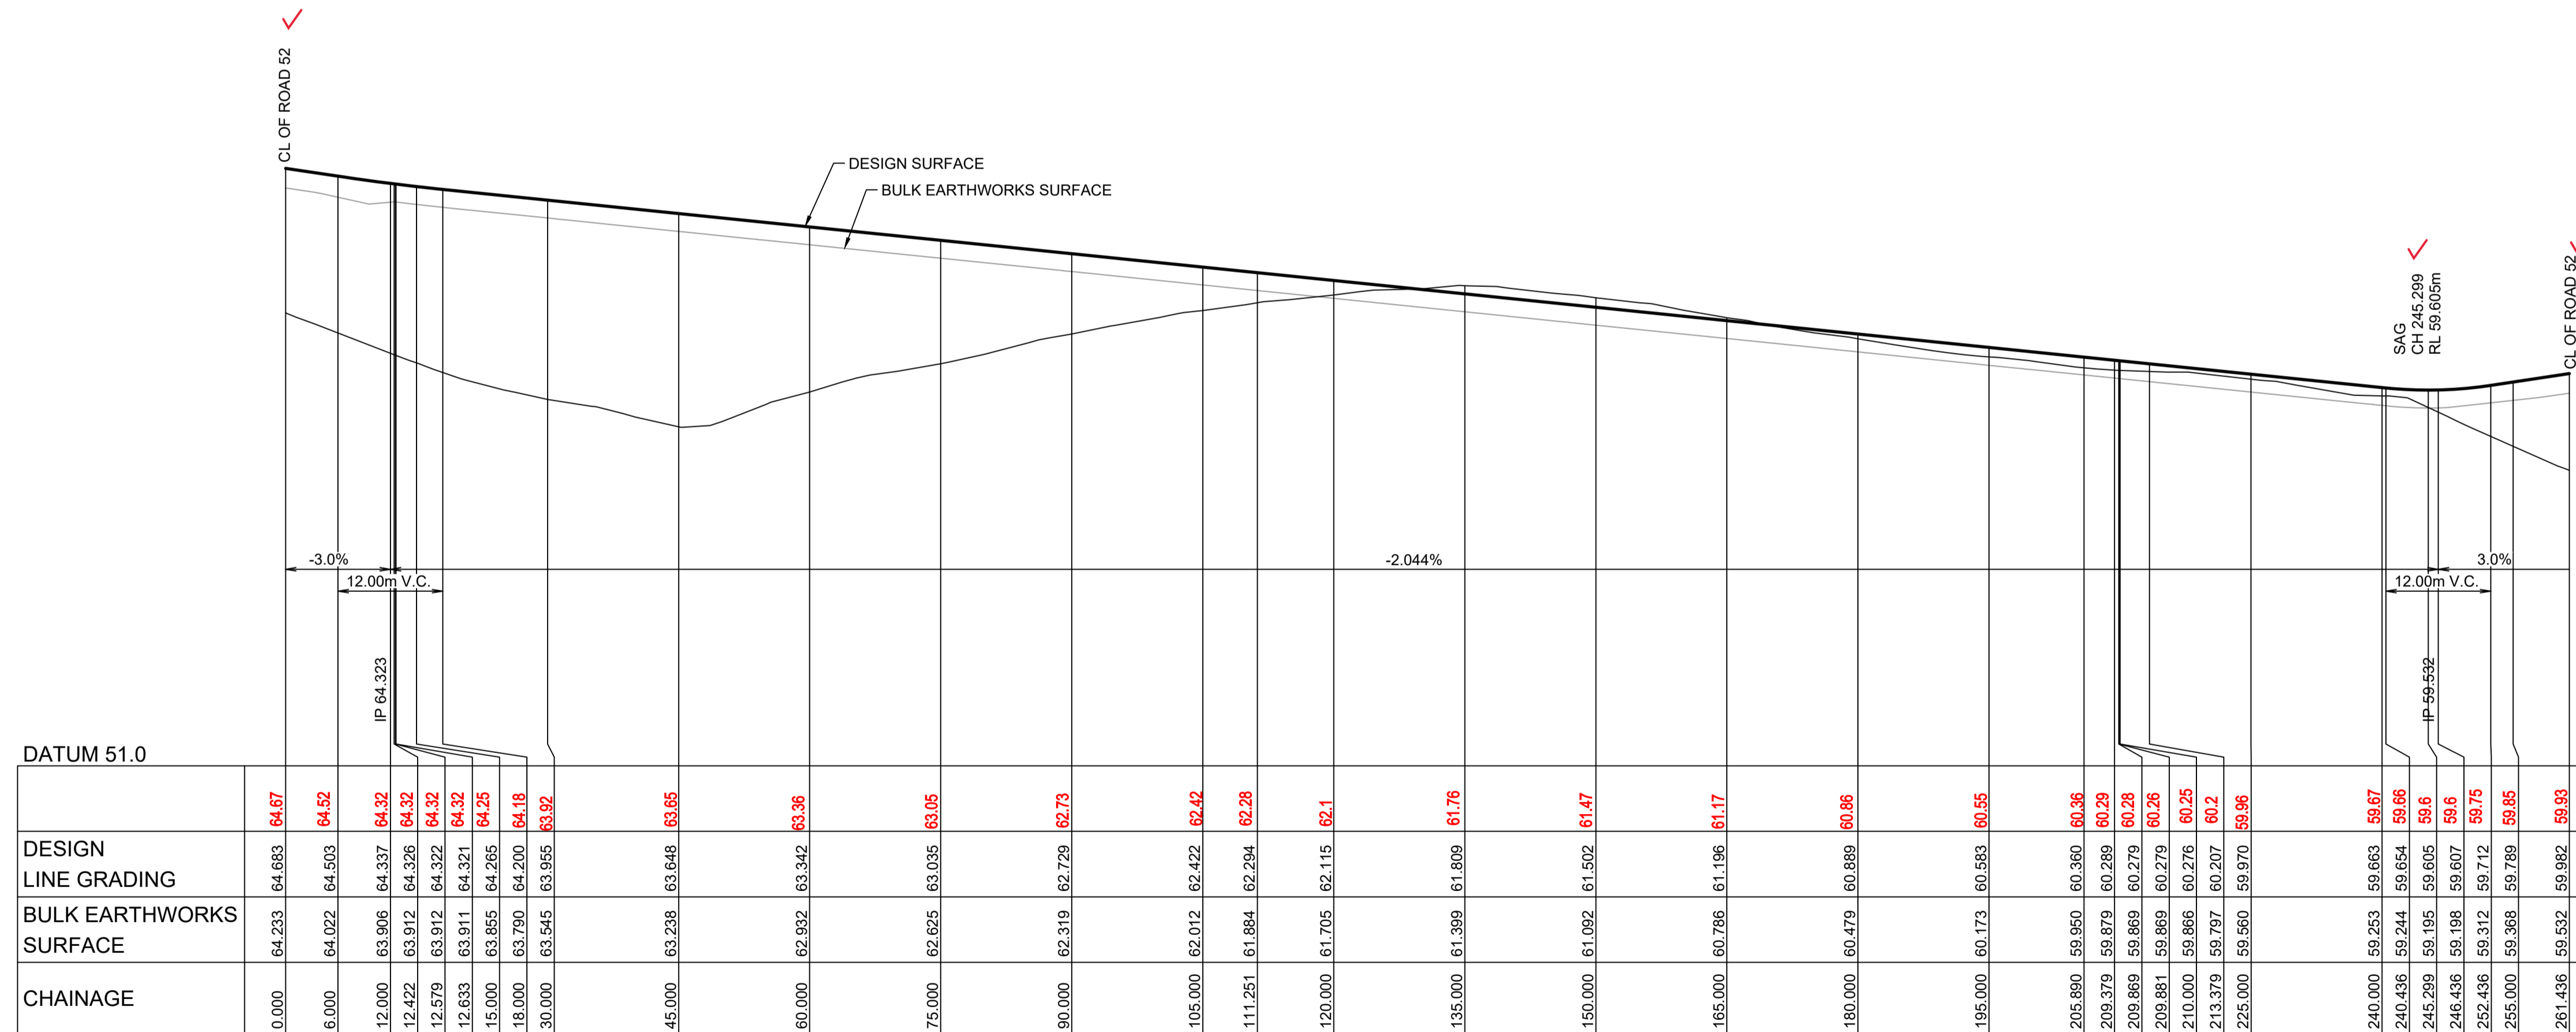 CL OF ROAD 52
DESIGN SURFACE
BULK EARTHWORKS SURFACE
SAG
CH 245.299
RL 59.605m
CL OF ROAD 52
-3.0%
-2.044%
3.0%
12.00m V.C.
12.00m V.C.
IP 64.323
IP 59.532
DATUM 51.0
64.67 64.52 64.32 64.32 64.32 64.32 64.25 64.18 63.92 63.65 63.36 63.05 62.73 62.42 62.28 62.1 61.76 61.47 61.17 60.86 60.55 60.36 60.29 60.28 60.26 60.25 60.2 59.96 59.67 59.66 59.6 59.6 59.75 59.85 59.93
DESIGN
LINE GRADING
64.683 64.503 64.337 64.326 64.322 64.321 64.265 64.200 63.955 63.648 63.342 63.035 62.729 62.422 62.294 62.115 61.809 61.502 61.196 60.889 60.583 60.360 60.289 60.279 60.279 60.276 60.207 59.970 59.663 59.654 59.605 59.607 59.712 59.789 59.982
BULK EARTHWORKS
SURFACE
64.233 64.022 63.906 63.912 63.912 63.911 63.855 63.790 63.545 63.238 62.932 62.625 62.319 62.012 61.884 61.705 61.399 61.092 60.786 60.479 60.173 59.950 59.879 59.869 59.869 59.866 59.797 59.560 59.253 59.244 59.195 59.198 59.312 59.368 59.532
CHAINAGE
0.000 6.000 12.000 12.422 12.579 12.633 15.000 18.000 30.000 45.000 60.000 75.000 90.000 105.000 111.251 120.000 135.000 150.000 165.000 180.000 195.000 205.890 209.379 209.869 209.881 210.000 213.379 225.000 240.000 240.436 245.299 246.436 252.436 255.000 261.436